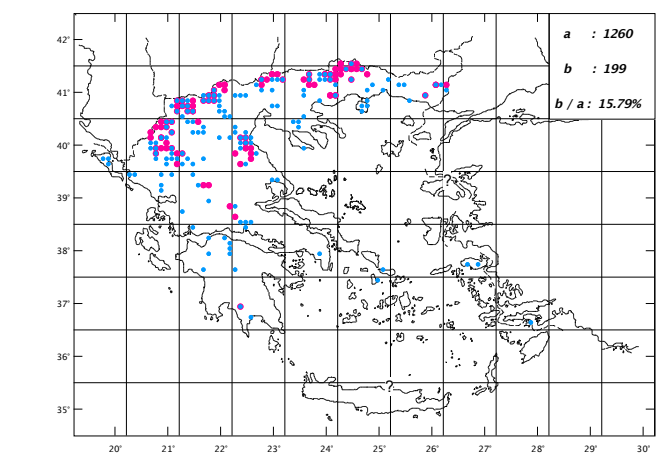 a : 1260
b : 199
b / a : 15.79%
42'
41'
40'
39'
38'
37'
36'
35'
?
?
20' 21' 22' 23' 24' 25' 26' 27' 28' 29' 30'